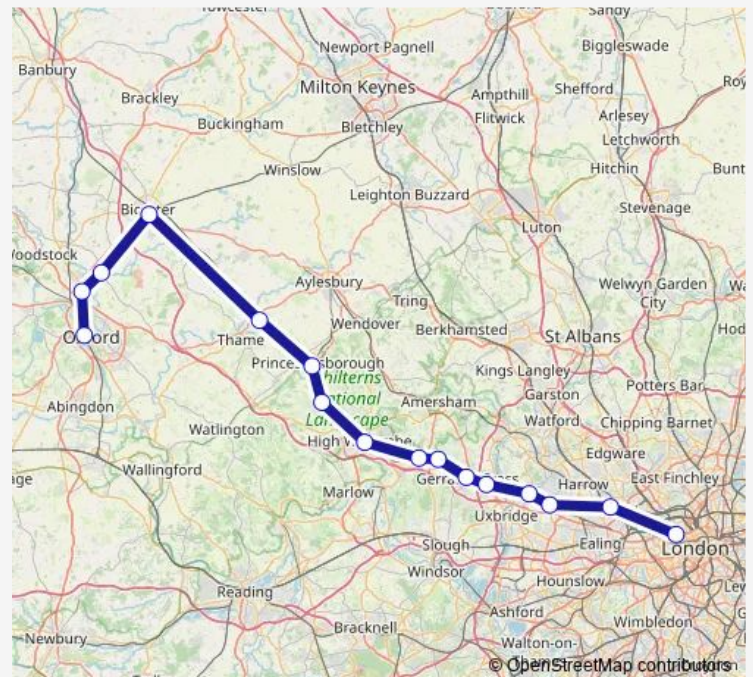 Sandy
Biggleswade
Newport Pagnell
Banbury
Milton Keynes
Ampthill
Shefford
Brackley
Flitwick
Arlesey
Buckingham
Bletchley
Letchworth
Hitchin
Winslow
Leighton Buzzard
Stevenage
Luton
Aylesbury
Welwyn Garden
City
Tring
Wendover
Berkhamsted
St Albans
Thame
Kings Langley
Potters Bar
Garston
Amersham
Abingdon
Watford
Chipping Barnet
Watlington
Edgware
Wallingford
East Finchley
Harrow
Marlow
Uxbridge
Slough
Ealing
London
Windsor
Hounslow
Reading
Ashford
Wimbledon
Bracknell
Newbury
Walton-on-
© OpenStreetMap contributors